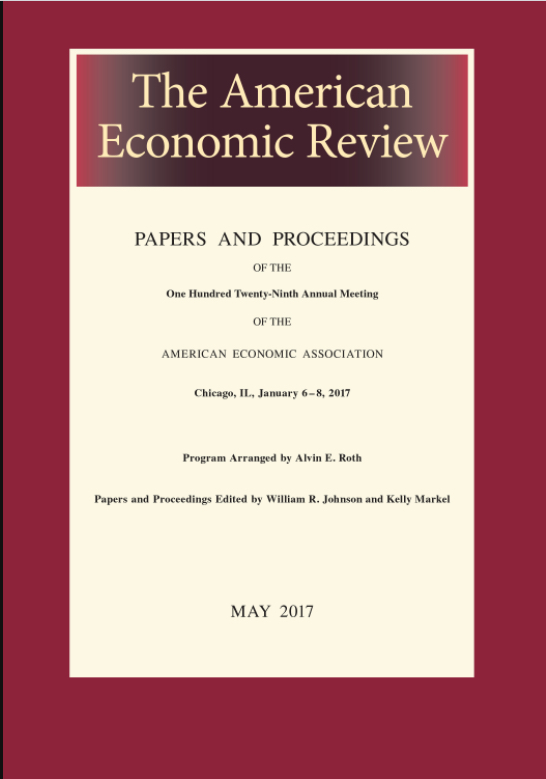 The American
Economic Review
PAPERS AND PROCEEDINGS
OF THE
One Hundred Twenty-Ninth Annual Meeting
OF THE
AMERICAN ECONOMIC ASSOCIATION
Chicago, IL, January 6–8, 2017
Program Arranged by Alvin E. Roth
Papers and Proceedings Edited by William R. Johnson and Kelly Markel
MAY 2017